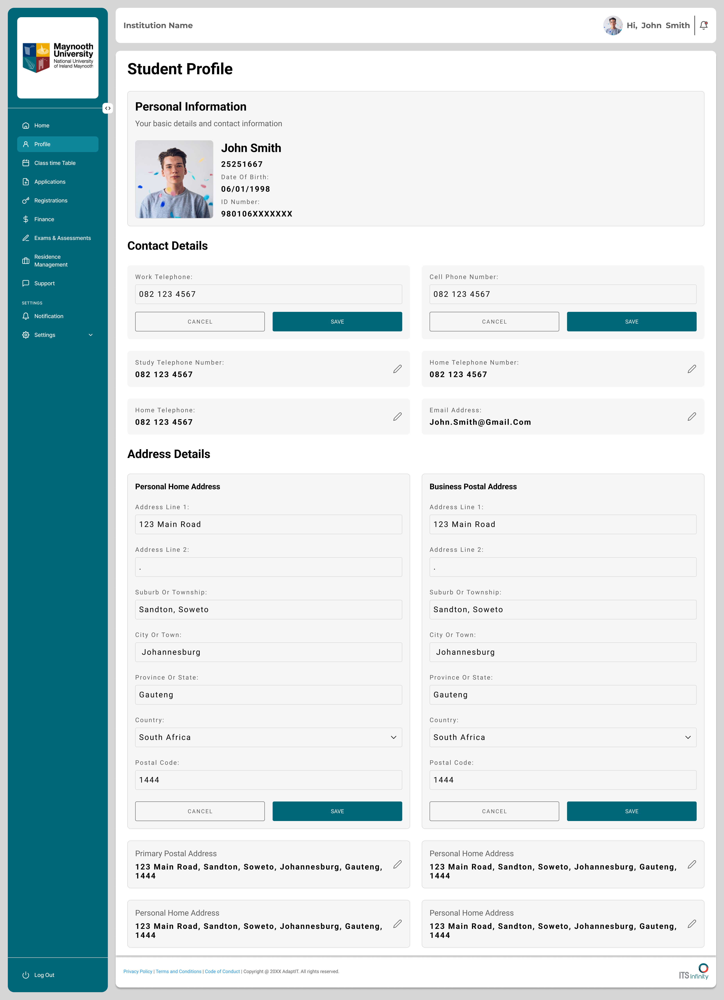 Maynooth
University
National University
of Ireland Maynooth
Home
Profile
Class time Table
Applications
Registrations
Finance
Exams & Assessments
Residence
Management
Support
SETTINGS
Notification
Settings
Log Out
Institution Name
Hi, John Smith
Student Profile
Personal Information
Your basic details and contact information
John Smith
25251667
Date Of Birth:
06/01/1998
ID Number:
980106XXXXXXX
Contact Details
Work Telephone:
082 123 4567
CANCEL SAVE
Cell Phone Number:
082 123 4567
CANCEL SAVE
Study Telephone Number:
082 123 4567
Home Telephone Number:
082 123 4567
Home Telephone:
082 123 4567
Email Address:
John.Smith@Gmail.Com
Address Details
Personal Home Address
Address Line 1:
123 Main Road
Address Line 2:
.
Suburb Or Township:
Sandton, Soweto
City Or Town:
Johannesburg
Province Or State:
Gauteng
Country:
South Africa
Postal Code:
1444
CANCEL SAVE
Business Postal Address
Address Line 1:
123 Main Road
Address Line 2:
.
Suburb Or Township:
Sandton, Soweto
City Or Town:
Johannesburg
Province Or State:
Gauteng
Country:
South Africa
Postal Code:
1444
CANCEL SAVE
Primary Postal Address
123 Main Road, Sandton, Soweto, Johannesburg, Gauteng,
1444
Personal Home Address
123 Main Road, Sandton, Soweto, Johannesburg, Gauteng,
1444
Personal Home Address
123 Main Road, Sandton, Soweto, Johannesburg, Gauteng,
1444
Personal Home Address
123 Main Road, Sandton, Soweto, Johannesburg, Gauteng,
1444
Privacy Policy | Terms and Conditions | Code of Conduct | Copyright @ 20XX AdaptIT. All rights reserved.
ITS Infinity